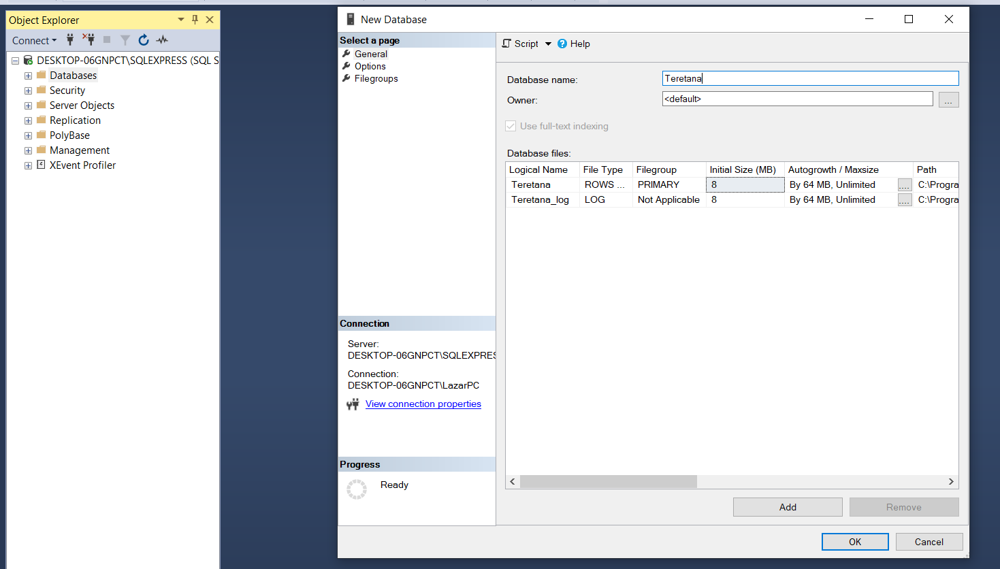 Object Explorer
Connect
DESKTOP-06GNPCT\SQLEXPRESS (SQL S
Databases
Security
Server Objects
Replication
PolyBase
Management
XEvent Profiler
New Database
Select a page
General
Options
Filegroups
Connection
Server:
DESKTOP-06GNPCT\SQLEXPRES
Connection:
DESKTOP-06GNPCT\LazarPC
View connection properties
Progress
Ready
Script Help
Database name: Teretana
Owner: <default> ...
Use full-text indexing
Database files:
Logical Name File Type Filegroup Initial Size (MB) Autogrowth / Maxsize Path
Teretana ROWS ... PRIMARY 8 By 64 MB, Unlimited .... C:\Progra
Teretana_log LOG Not Applicable 8 By 64 MB, Unlimited .... C:\Progra
Add Remove
OK Cancel